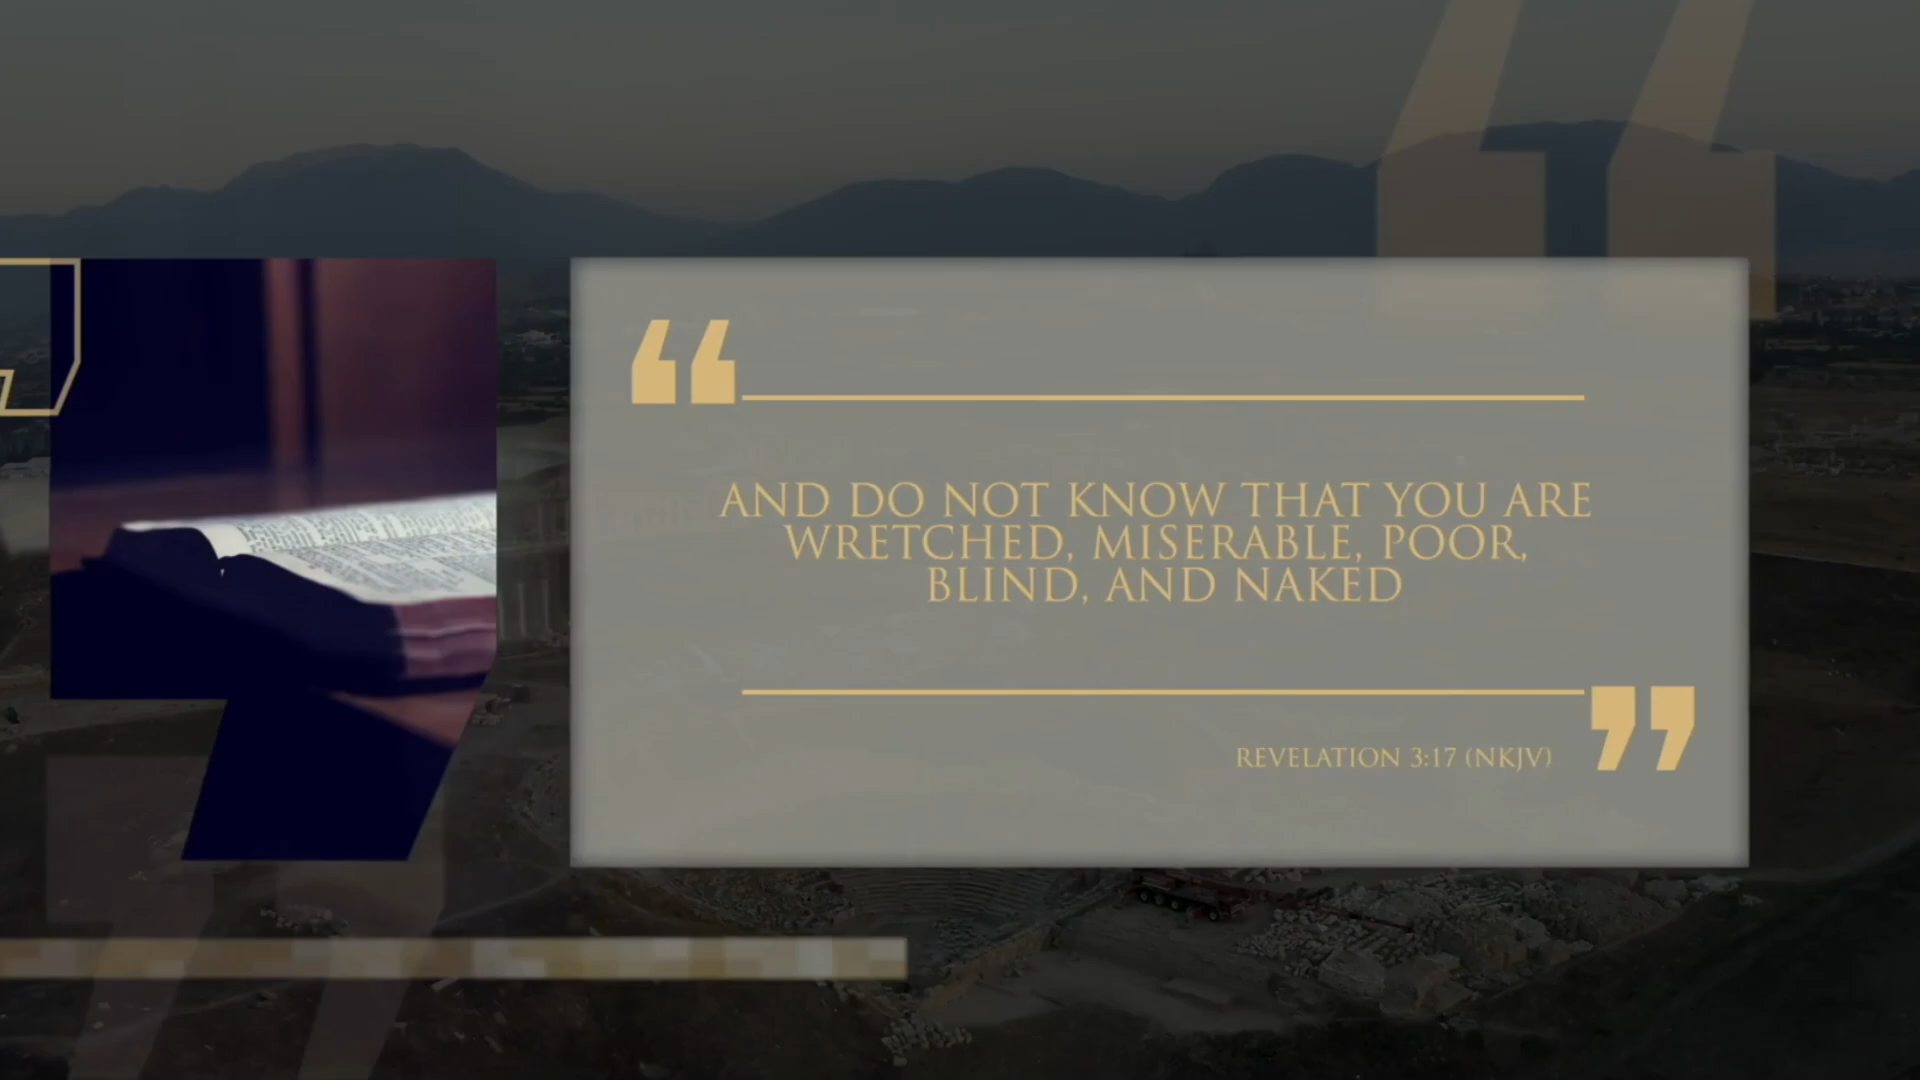 AND DO NOT KNOW THAT YOU ARE
WRETCHED, MISERABLE, POOR,
BLIND, AND NAKED
REVELATION 3:17 (NKJV)